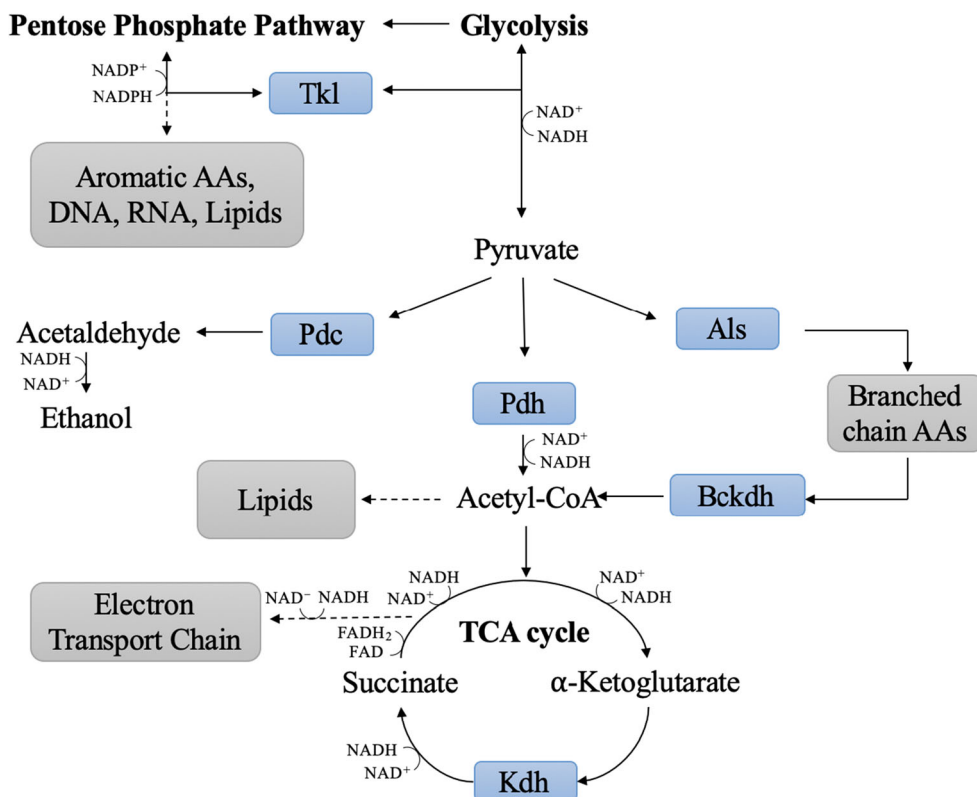 Pentose Phosphate Pathway
Glycolysis
NADP⁺
NADPH
Tkl
NAD⁺
NADH
Aromatic AAs,
DNA, RNA, Lipids
Pyruvate
Acetaldehyde
Pdc
Als
NADH
NAD⁺
Ethanol
Pdh
Branched
chain AAs
NAD⁺
NADH
Lipids
Acetyl-CoA
Bckdh
Electron
Transport Chain
NAD⁻
NADH
NADH
NAD⁺
NAD⁺
NADH
FADH₂
FAD
TCA cycle
Succinate
α-Ketoglutarate
NADH
NAD⁺
Kdh